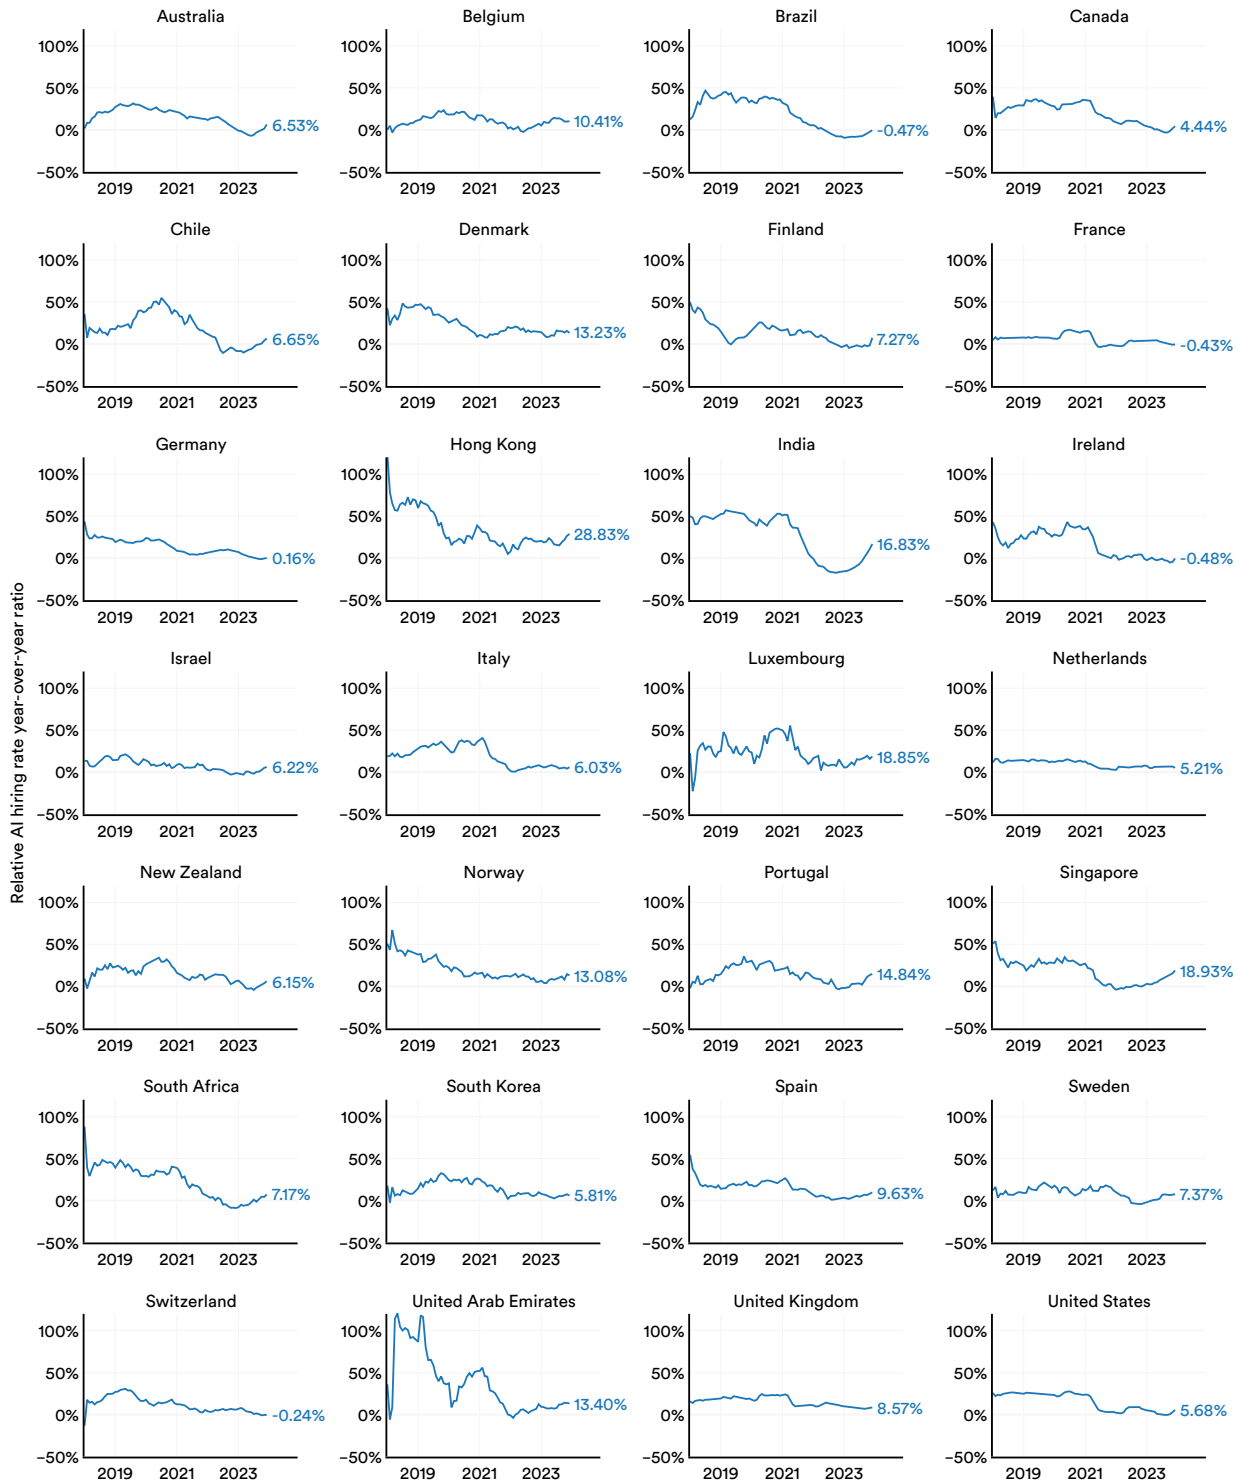 Relative AI hiring rate year-over-year ratio
Australia
100%
50%
0%
−50%
2019 2021 2023
6.53%
Belgium
100%
50%
0%
−50%
2019 2021 2023
10.41%
Brazil
100%
50%
0%
−50%
2019 2021 2023
-0.47%
Canada
100%
50%
0%
−50%
2019 2021 2023
4.44%
Chile
100%
50%
0%
−50%
2019 2021 2023
6.65%
Denmark
100%
50%
0%
−50%
2019 2021 2023
13.23%
Finland
100%
50%
0%
−50%
2019 2021 2023
7.27%
France
100%
50%
0%
−50%
2019 2021 2023
-0.43%
Germany
100%
50%
0%
−50%
2019 2021 2023
0.16%
Hong Kong
100%
50%
0%
−50%
2019 2021 2023
28.83%
India
100%
50%
0%
−50%
2019 2021 2023
16.83%
Ireland
100%
50%
0%
−50%
2019 2021 2023
-0.48%
Israel
100%
50%
0%
−50%
2019 2021 2023
6.22%
Italy
100%
50%
0%
−50%
2019 2021 2023
6.03%
Luxembourg
100%
50%
0%
−50%
2019 2021 2023
18.85%
Netherlands
100%
50%
0%
−50%
2019 2021 2023
5.21%
New Zealand
100%
50%
0%
−50%
2019 2021 2023
6.15%
Norway
100%
50%
0%
−50%
2019 2021 2023
13.08%
Portugal
100%
50%
0%
−50%
2019 2021 2023
14.84%
Singapore
100%
50%
0%
−50%
2019 2021 2023
18.93%
South Africa
100%
50%
0%
−50%
2019 2021 2023
7.17%
South Korea
100%
50%
0%
−50%
2019 2021 2023
5.81%
Spain
100%
50%
0%
−50%
2019 2021 2023
9.63%
Sweden
100%
50%
0%
−50%
2019 2021 2023
7.37%
Switzerland
100%
50%
0%
−50%
2019 2021 2023
-0.24%
United Arab Emirates
100%
50%
0%
−50%
2019 2021 2023
13.40%
United Kingdom
100%
50%
0%
−50%
2019 2021 2023
8.57%
United States
100%
50%
0%
−50%
2019 2021 2023
5.68%